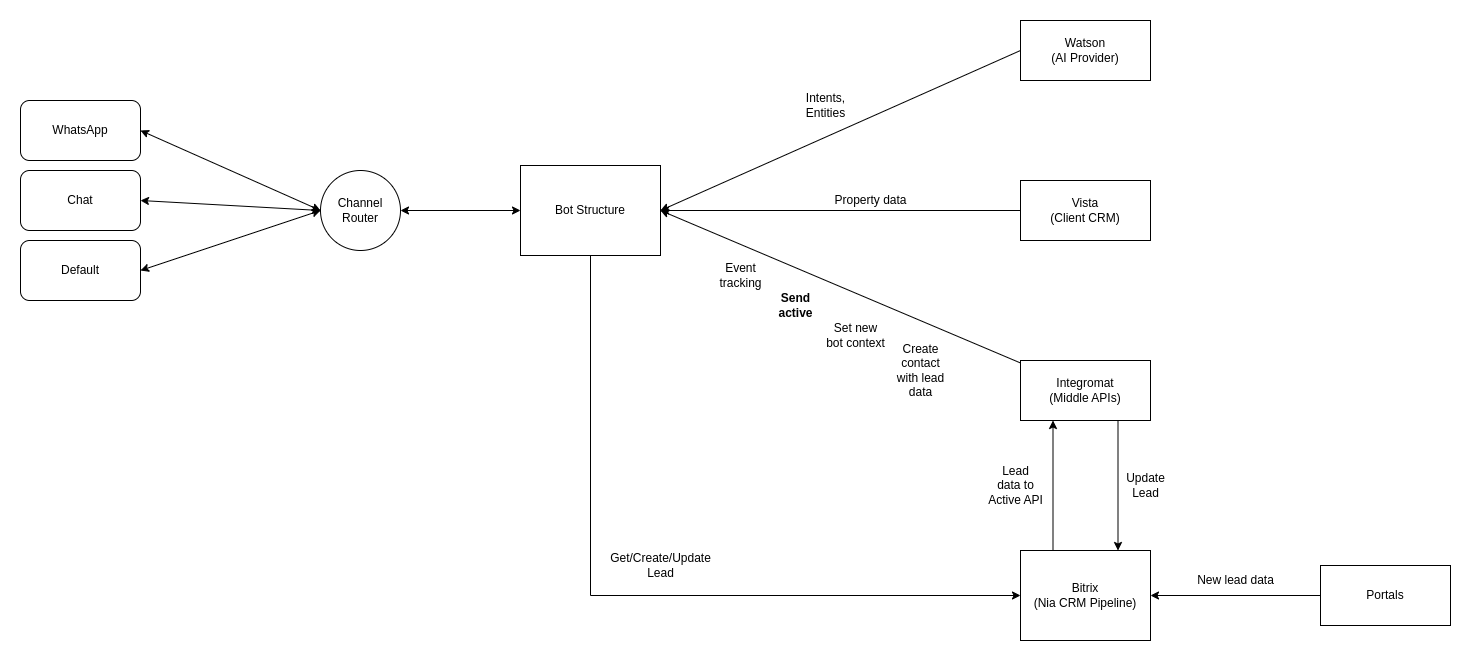 Watson
(AI Provider)
Intents,
Entities
WhatsApp
Chat
Default
Channel
Router
Bot Structure
Property data
Vista
(Client CRM)
Event
tracking
Send
active
Set new
bot context
Create
contact
with lead
data
Integromat
(Middle APIs)
Lead
data to
Active API
Update
Lead
Get/Create/Update
Lead
Bitrix
(Nia CRM Pipeline)
New lead data
Portals